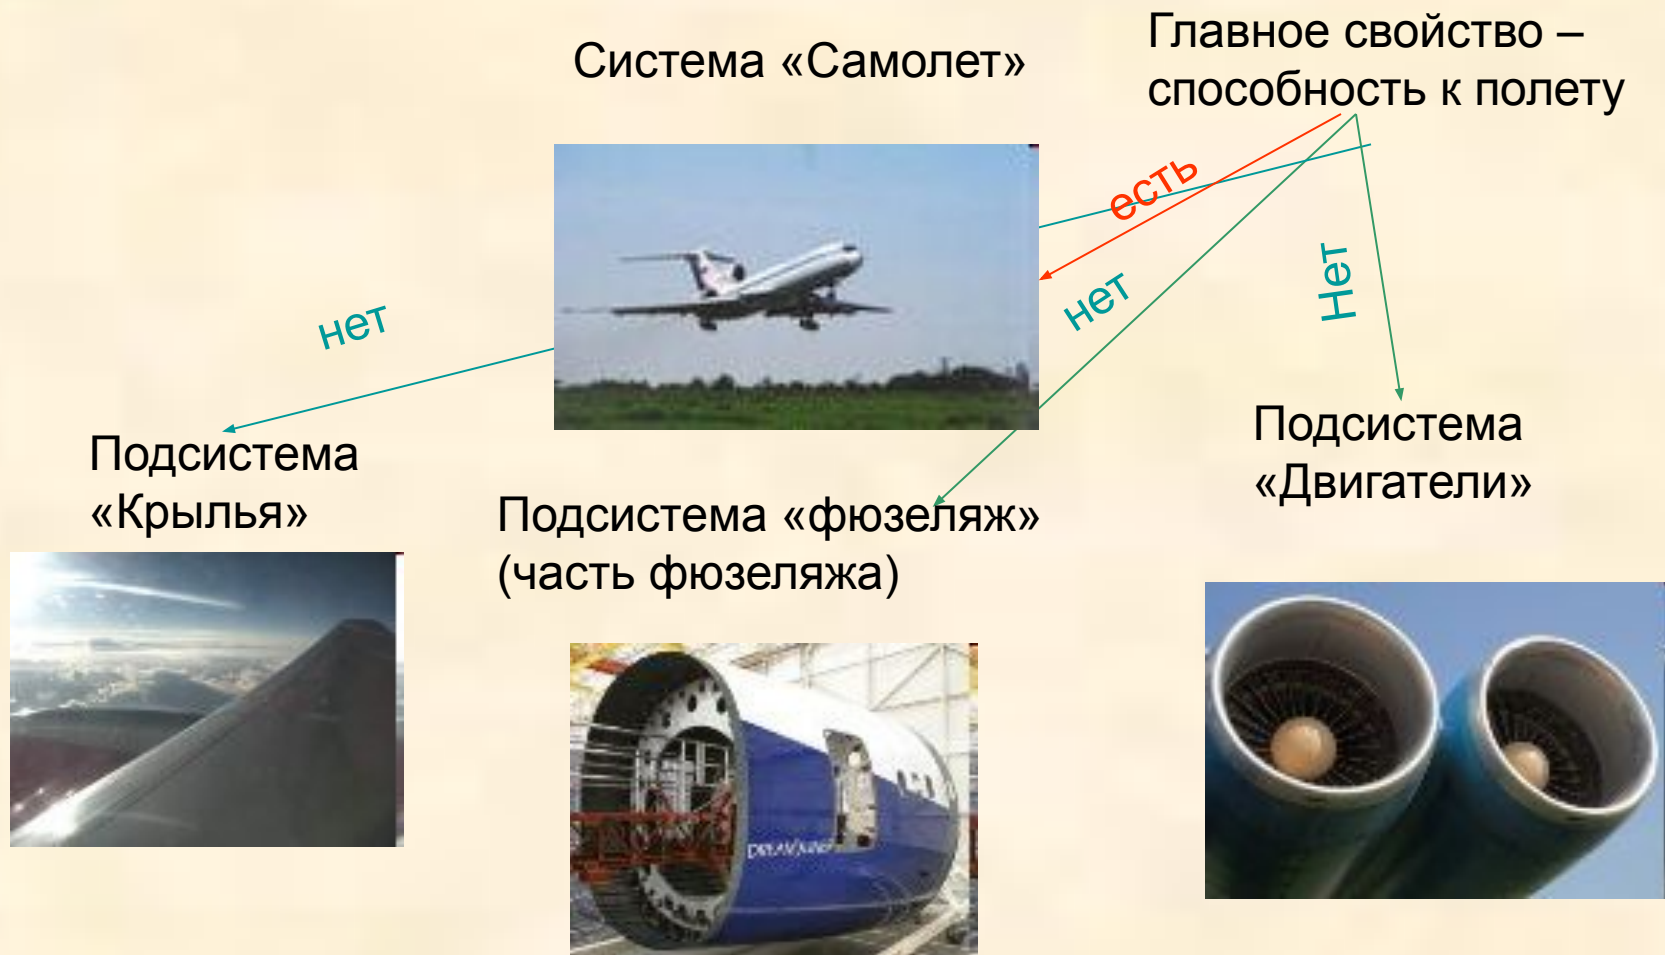 Система «Самолет»
Главное свойство –
способность к полету
есть
нет
нет
Нет
Подсистема
«Крылья»
Подсистема «фюзеляж»
(часть фюзеляжа)
Подсистема
«Двигатели»